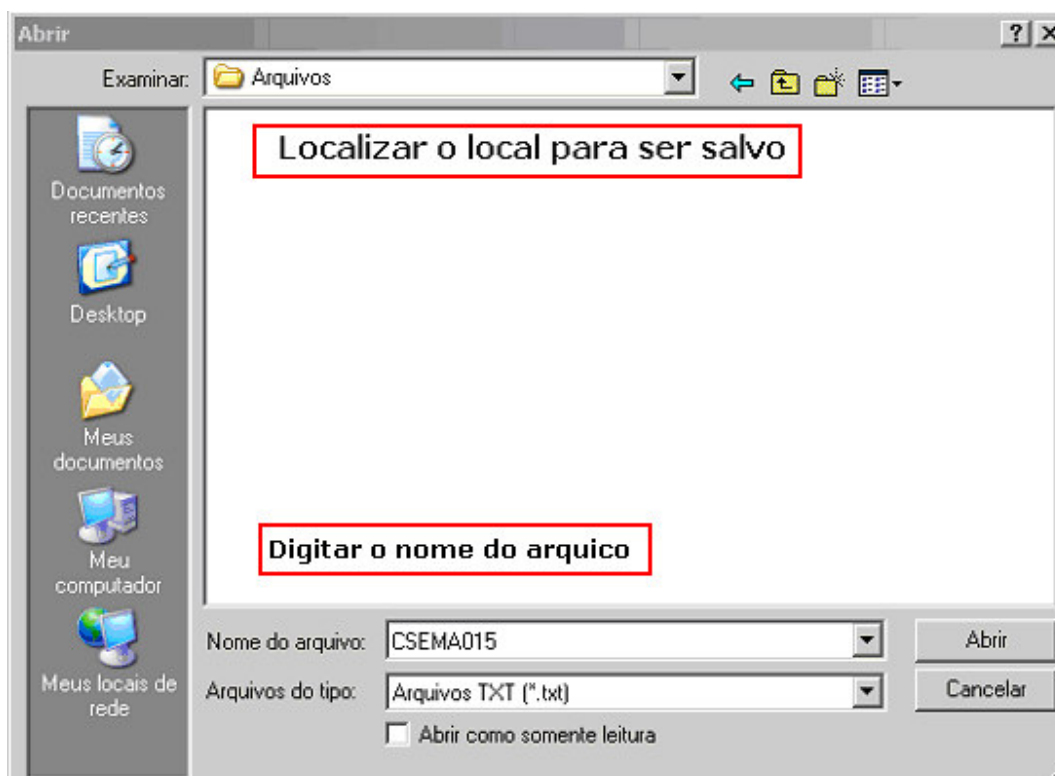 Abrir
Examinar:
Arquivos
Localizar o local para ser salvo
Documentos
recentes
Desktop
Meus
documentos
Meu
computador
Meus locais de
rede
Digitar o nome do arquico
Nome do arquivo:
CSEMA015
Abrir
Arquivos do tipo:
Arquivos TXT (*.txt)
Cancelar
Abrir como somente leitura